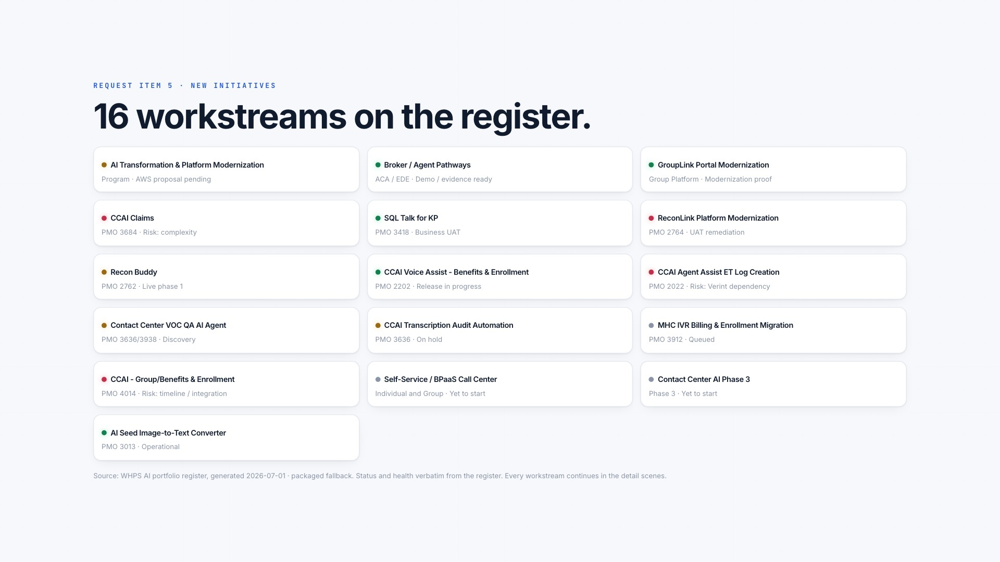 REQUEST ITEM 5 · NEW INITIATIVES
16 workstreams on the register.
AI Transformation & Platform Modernization
Program · AWS proposal pending
Broker / Agent Pathways
ACA / EDE · Demo / evidence ready
GroupLink Portal Modernization
Group Platform · Modernization proof
CCAI Claims
PMO 3684 · Risk: complexity
SQL Talk for KP
PMO 3418 · Business UAT
ReconLink Platform Modernization
PMO 2764 · UAT remediation
Recon Buddy
PMO 2762 · Live phase 1
CCAI Voice Assist - Benefits & Enrollment
PMO 2202 · Release in progress
CCAI Agent Assist ET Log Creation
PMO 2022 · Risk: Verint dependency
Contact Center VOC QA AI Agent
PMO 3636/3938 · Discovery
CCAI Transcription Audit Automation
PMO 3636 · On hold
MHC IVR Billing & Enrollment Migration
PMO 3912 · Queued
CCAI - Group/Benefits & Enrollment
PMO 4014 · Risk: timeline / integration
Self-Service / BPaaS Call Center
Individual and Group · Yet to start
Contact Center AI Phase 3
Phase 3 · Yet to start
AI Seed Image-to-Text Converter
PMO 3013 · Operational
Source: WHPS AI portfolio register, generated 2026-07-01 · packaged fallback. Status and health verbatim from the register. Every workstream continues in the detail scenes.